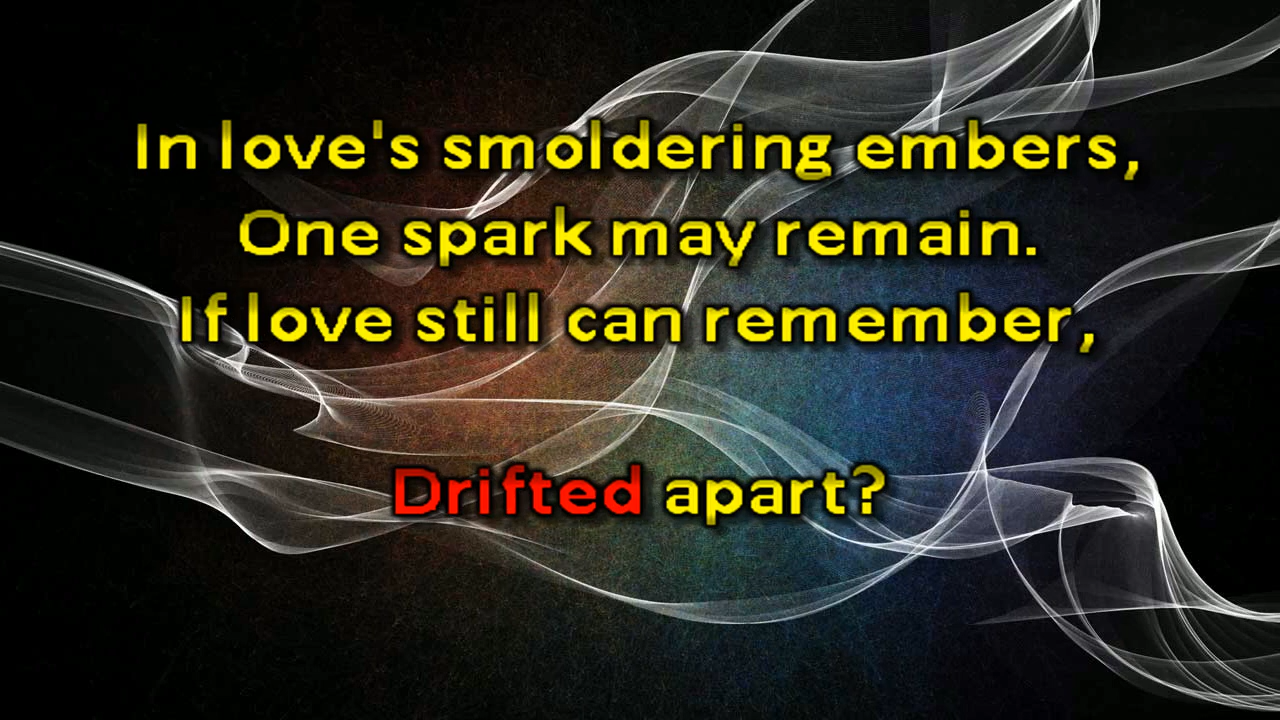 In love's smoldering embers,
One spark may remain.
If love still can remember,
Drifted apart?